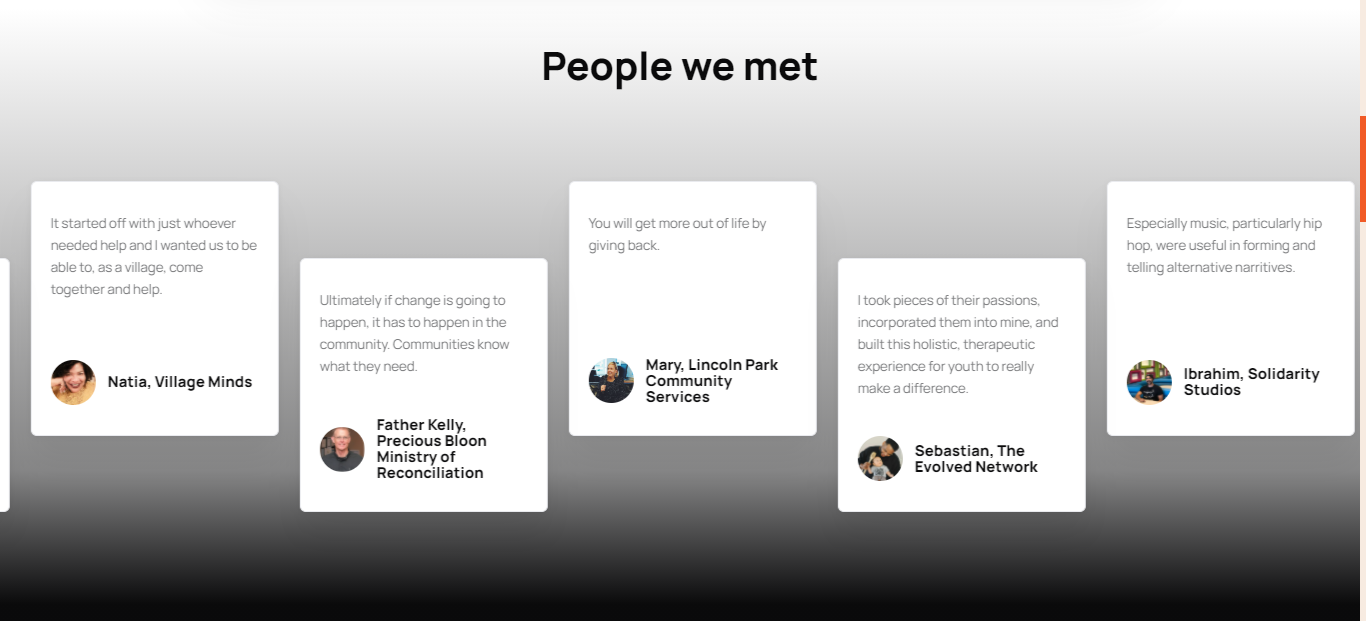 People we met
It started off with just whoever
needed help and I wanted us to be
able to, as a village, come
together and help.
Natia, Village Minds
Ultimately if change is going to
happen, it has to happen in the
community. Communities know
what they need.
Father Kelly,
Precious Bloon
Ministry of
Reconciliation
You will get more out of life by
giving back.
Mary, Lincoln Park
Community
Services
I took pieces of their passions,
incorporated them into mine, and
built this holistic, therapeutic
experience for youth to really
make a difference.
Sebastian, The
Evolved Network
Especially music, particularly hip
hop, were useful in forming and
telling alternative narritives.
Ibrahim, Solidarity
Studios